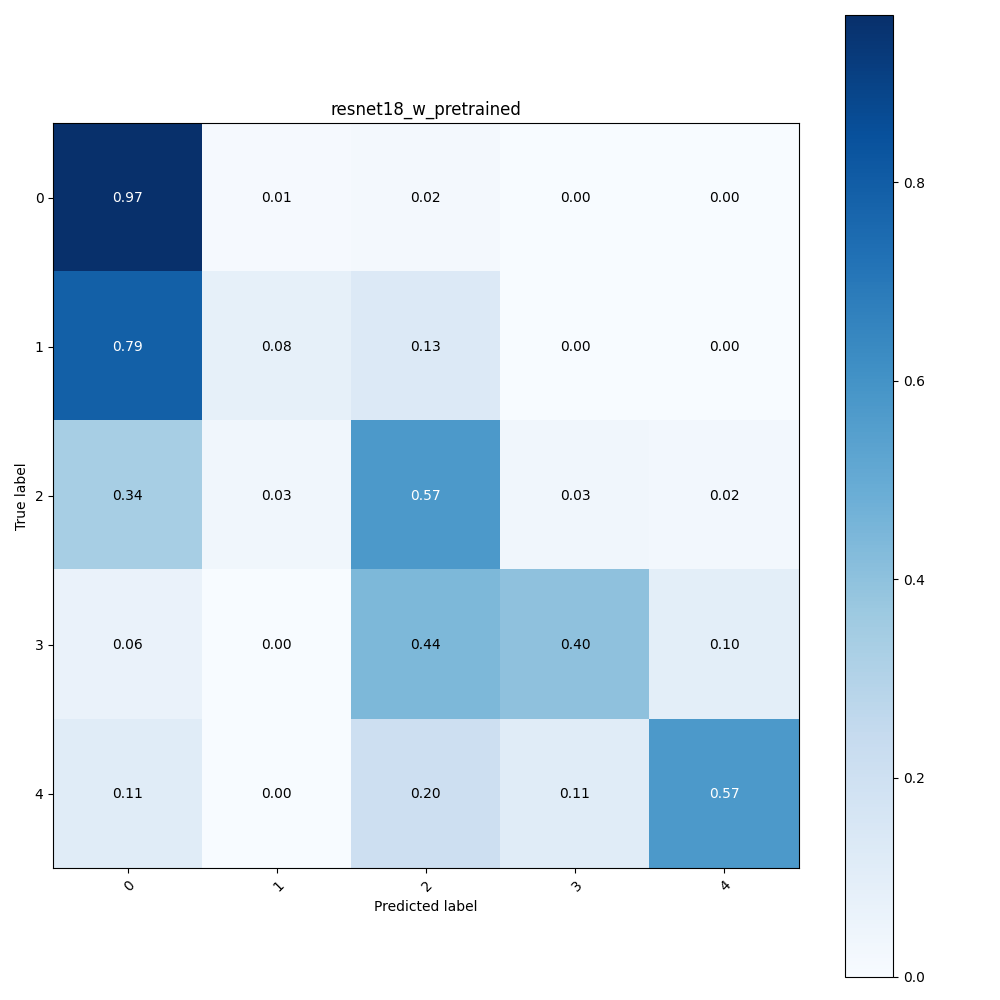 resnet18_w_pretrained
0 0.97 0.01 0.02 0.00 0.00
1 0.79 0.08 0.13 0.00 0.00
2 0.34 0.03 0.57 0.03 0.02
3 0.06 0.00 0.44 0.40 0.10
4 0.11 0.00 0.20 0.11 0.57
0 1 2 3 4
Predicted label
True label
0.8
0.6
0.4
0.2
0.0